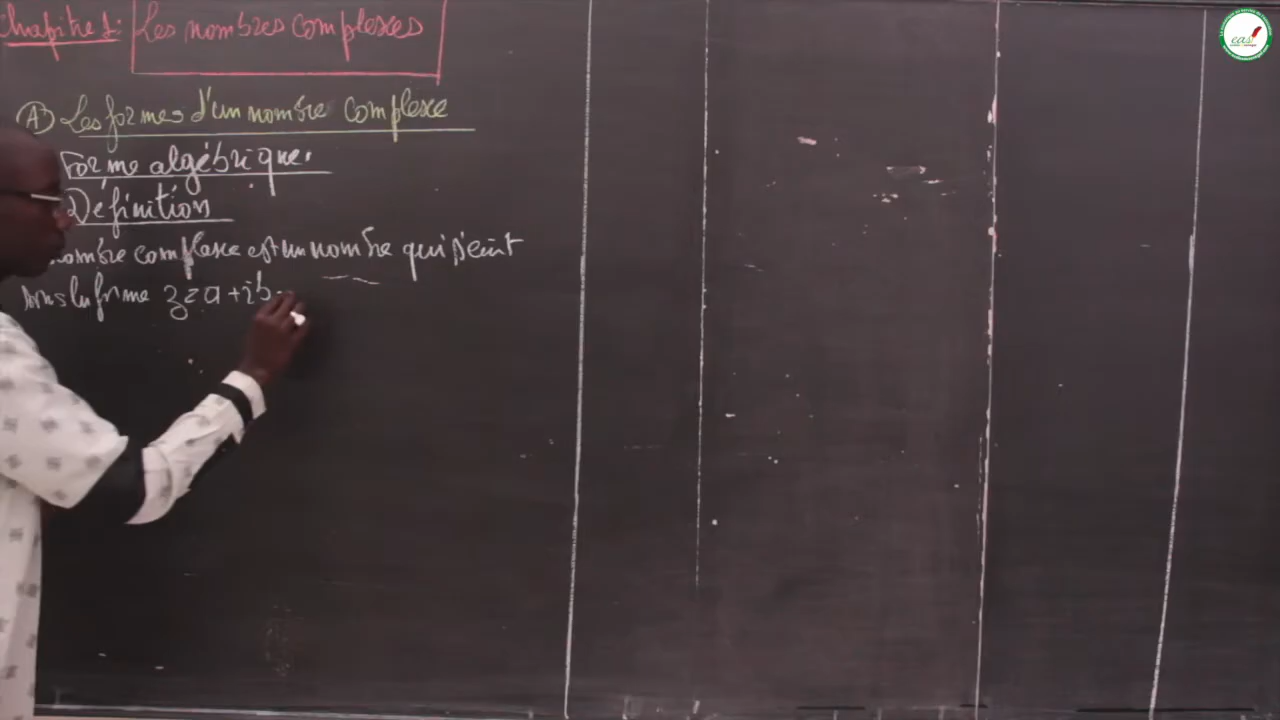 Chapitre 1: Les nombres complexes
A) Les formes d'un nombre complexe
Forme algébrique.
Définition
nombre complexe est un nombre qui s'écrit
sous la forme z = a + ib
eas